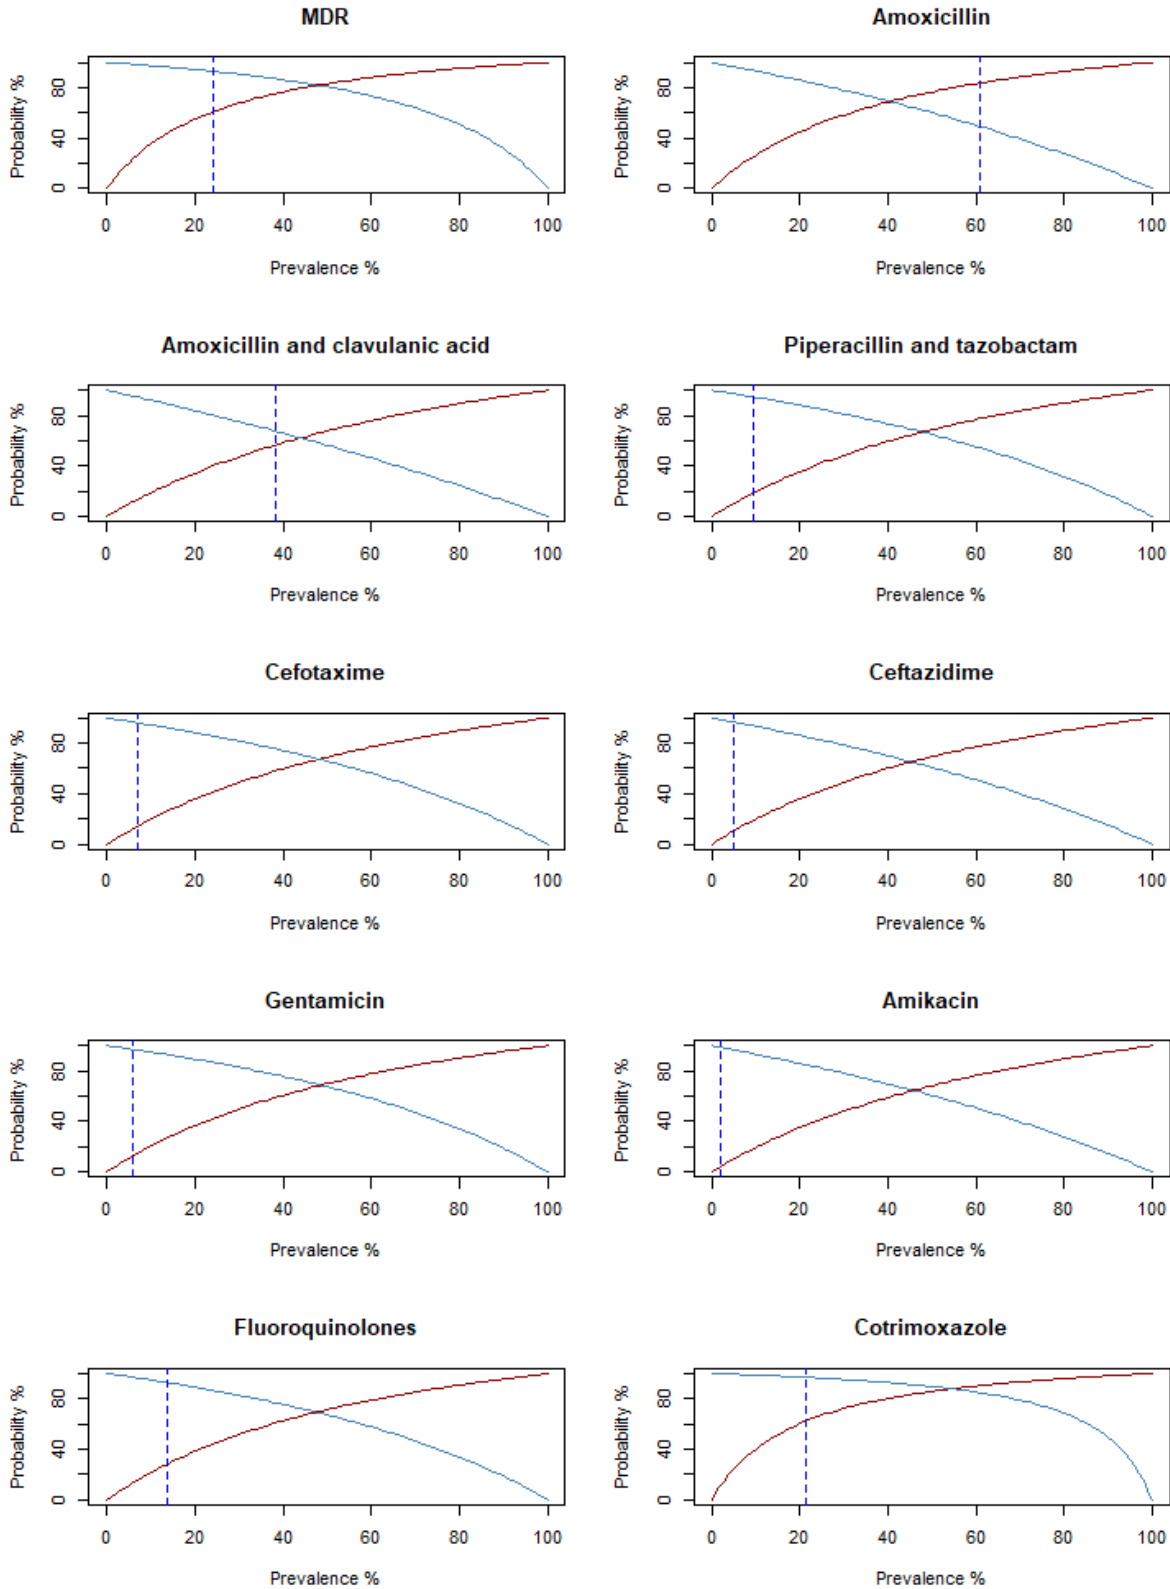 MDR
Probability %
0 40 80
0 20 40 60 80 100
Prevalence %
Amoxicillin
Probability %
0 40 80
0 20 40 60 80 100
Prevalence %
Amoxicillin and clavulanic acid
Probability %
0 40 80
0 20 40 60 80 100
Prevalence %
Piperacillin and tazobactam
Probability %
0 40 80
0 20 40 60 80 100
Prevalence %
Cefotaxime
Probability %
0 40 80
0 20 40 60 80 100
Prevalence %
Ceftazidime
Probability %
0 40 80
0 20 40 60 80 100
Prevalence %
Gentamicin
Probability %
0 40 80
0 20 40 60 80 100
Prevalence %
Amikacin
Probability %
0 40 80
0 20 40 60 80 100
Prevalence %
Fluoroquinolones
Probability %
0 40 80
0 20 40 60 80 100
Prevalence %
Cotrimoxazole
Probability %
0 40 80
0 20 40 60 80 100
Prevalence %